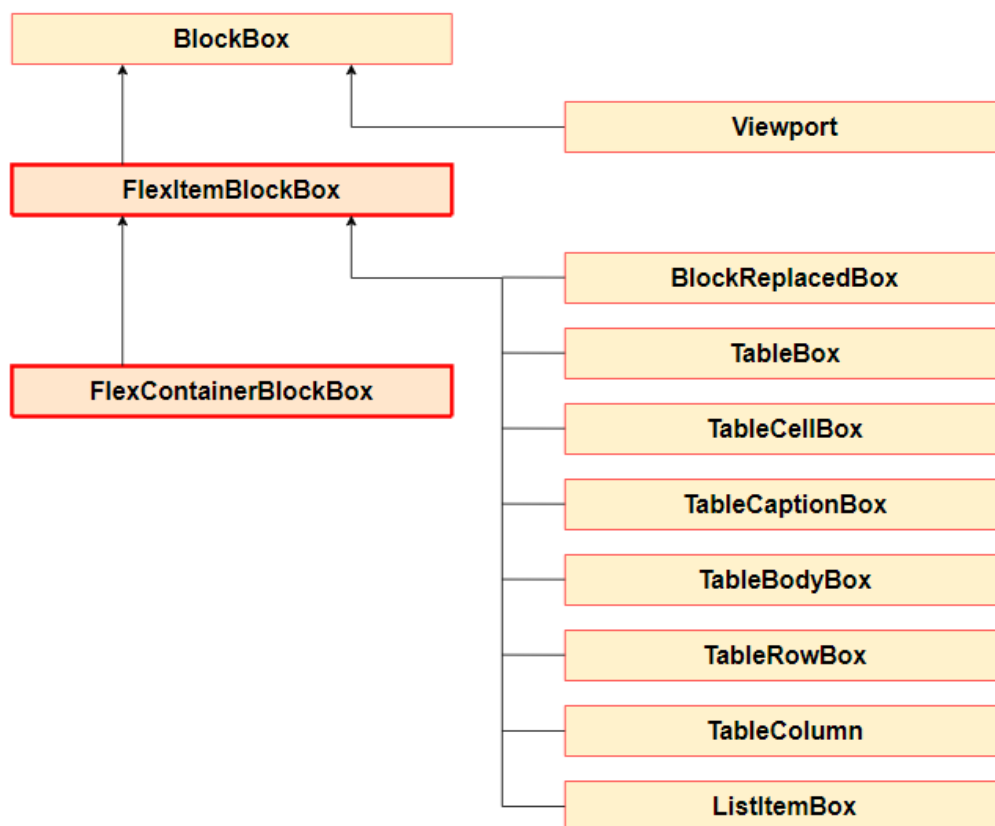 BlockBox
Viewport
FlexItemBlockBox
BlockReplacedBox
TableBox
FlexContainerBlockBox
TableCellBox
TableCaptionBox
TableBodyBox
TableRowBox
TableColumn
ListItemBox